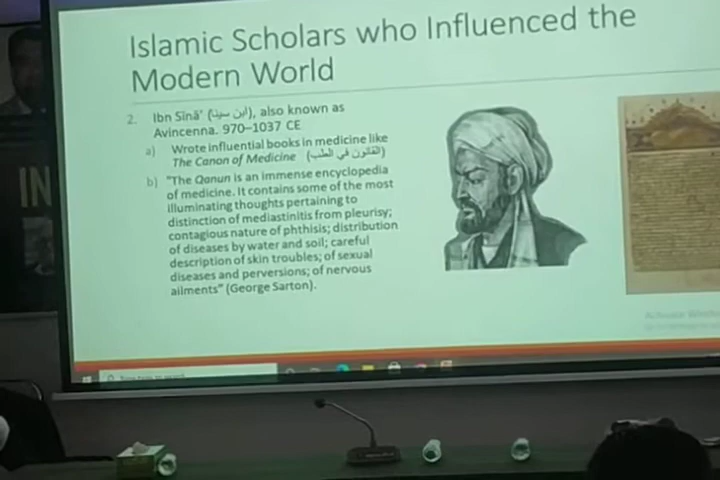 Islamic Scholars who Influenced the
Modern World
2. Ibn Sīnā' (ابن سينا), also known as
Avincenna. 970–1037 CE
a) Wrote influential books in medicine like
The Canon of Medicine (القانون في الطب)
b) "The Qanun is an immense encyclopedia
of medicine. It contains some of the most
illuminating thoughts pertaining to
distinction of mediastinitis from pleurisy;
contagious nature of phthisis; distribution
of diseases by water and soil; careful
description of skin troubles; of sexual
diseases and perversions; of nervous
ailments" (George Sarton).
IN